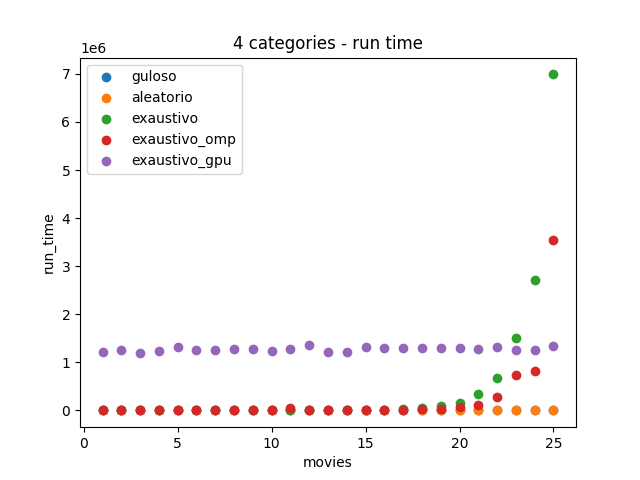 4 categories - run time
1e6
7
6
5
4
3
2
1
0
run_time
guloso
aleatorio
exaustivo
exaustivo_omp
exaustivo_gpu
0 5 10 15 20 25
movies